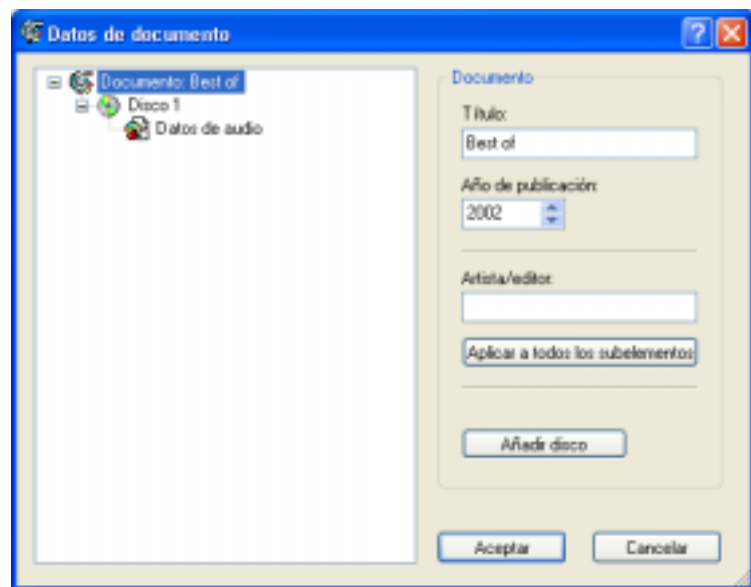 Datos de documento
Documento: Best of
Disco 1
Datos de audio
Documento
Título:
Best of
Año de publicación:
2002
Artista/editor:
Aplicar a todos los subelementos
Añadir disco
Aceptar
Cancelar